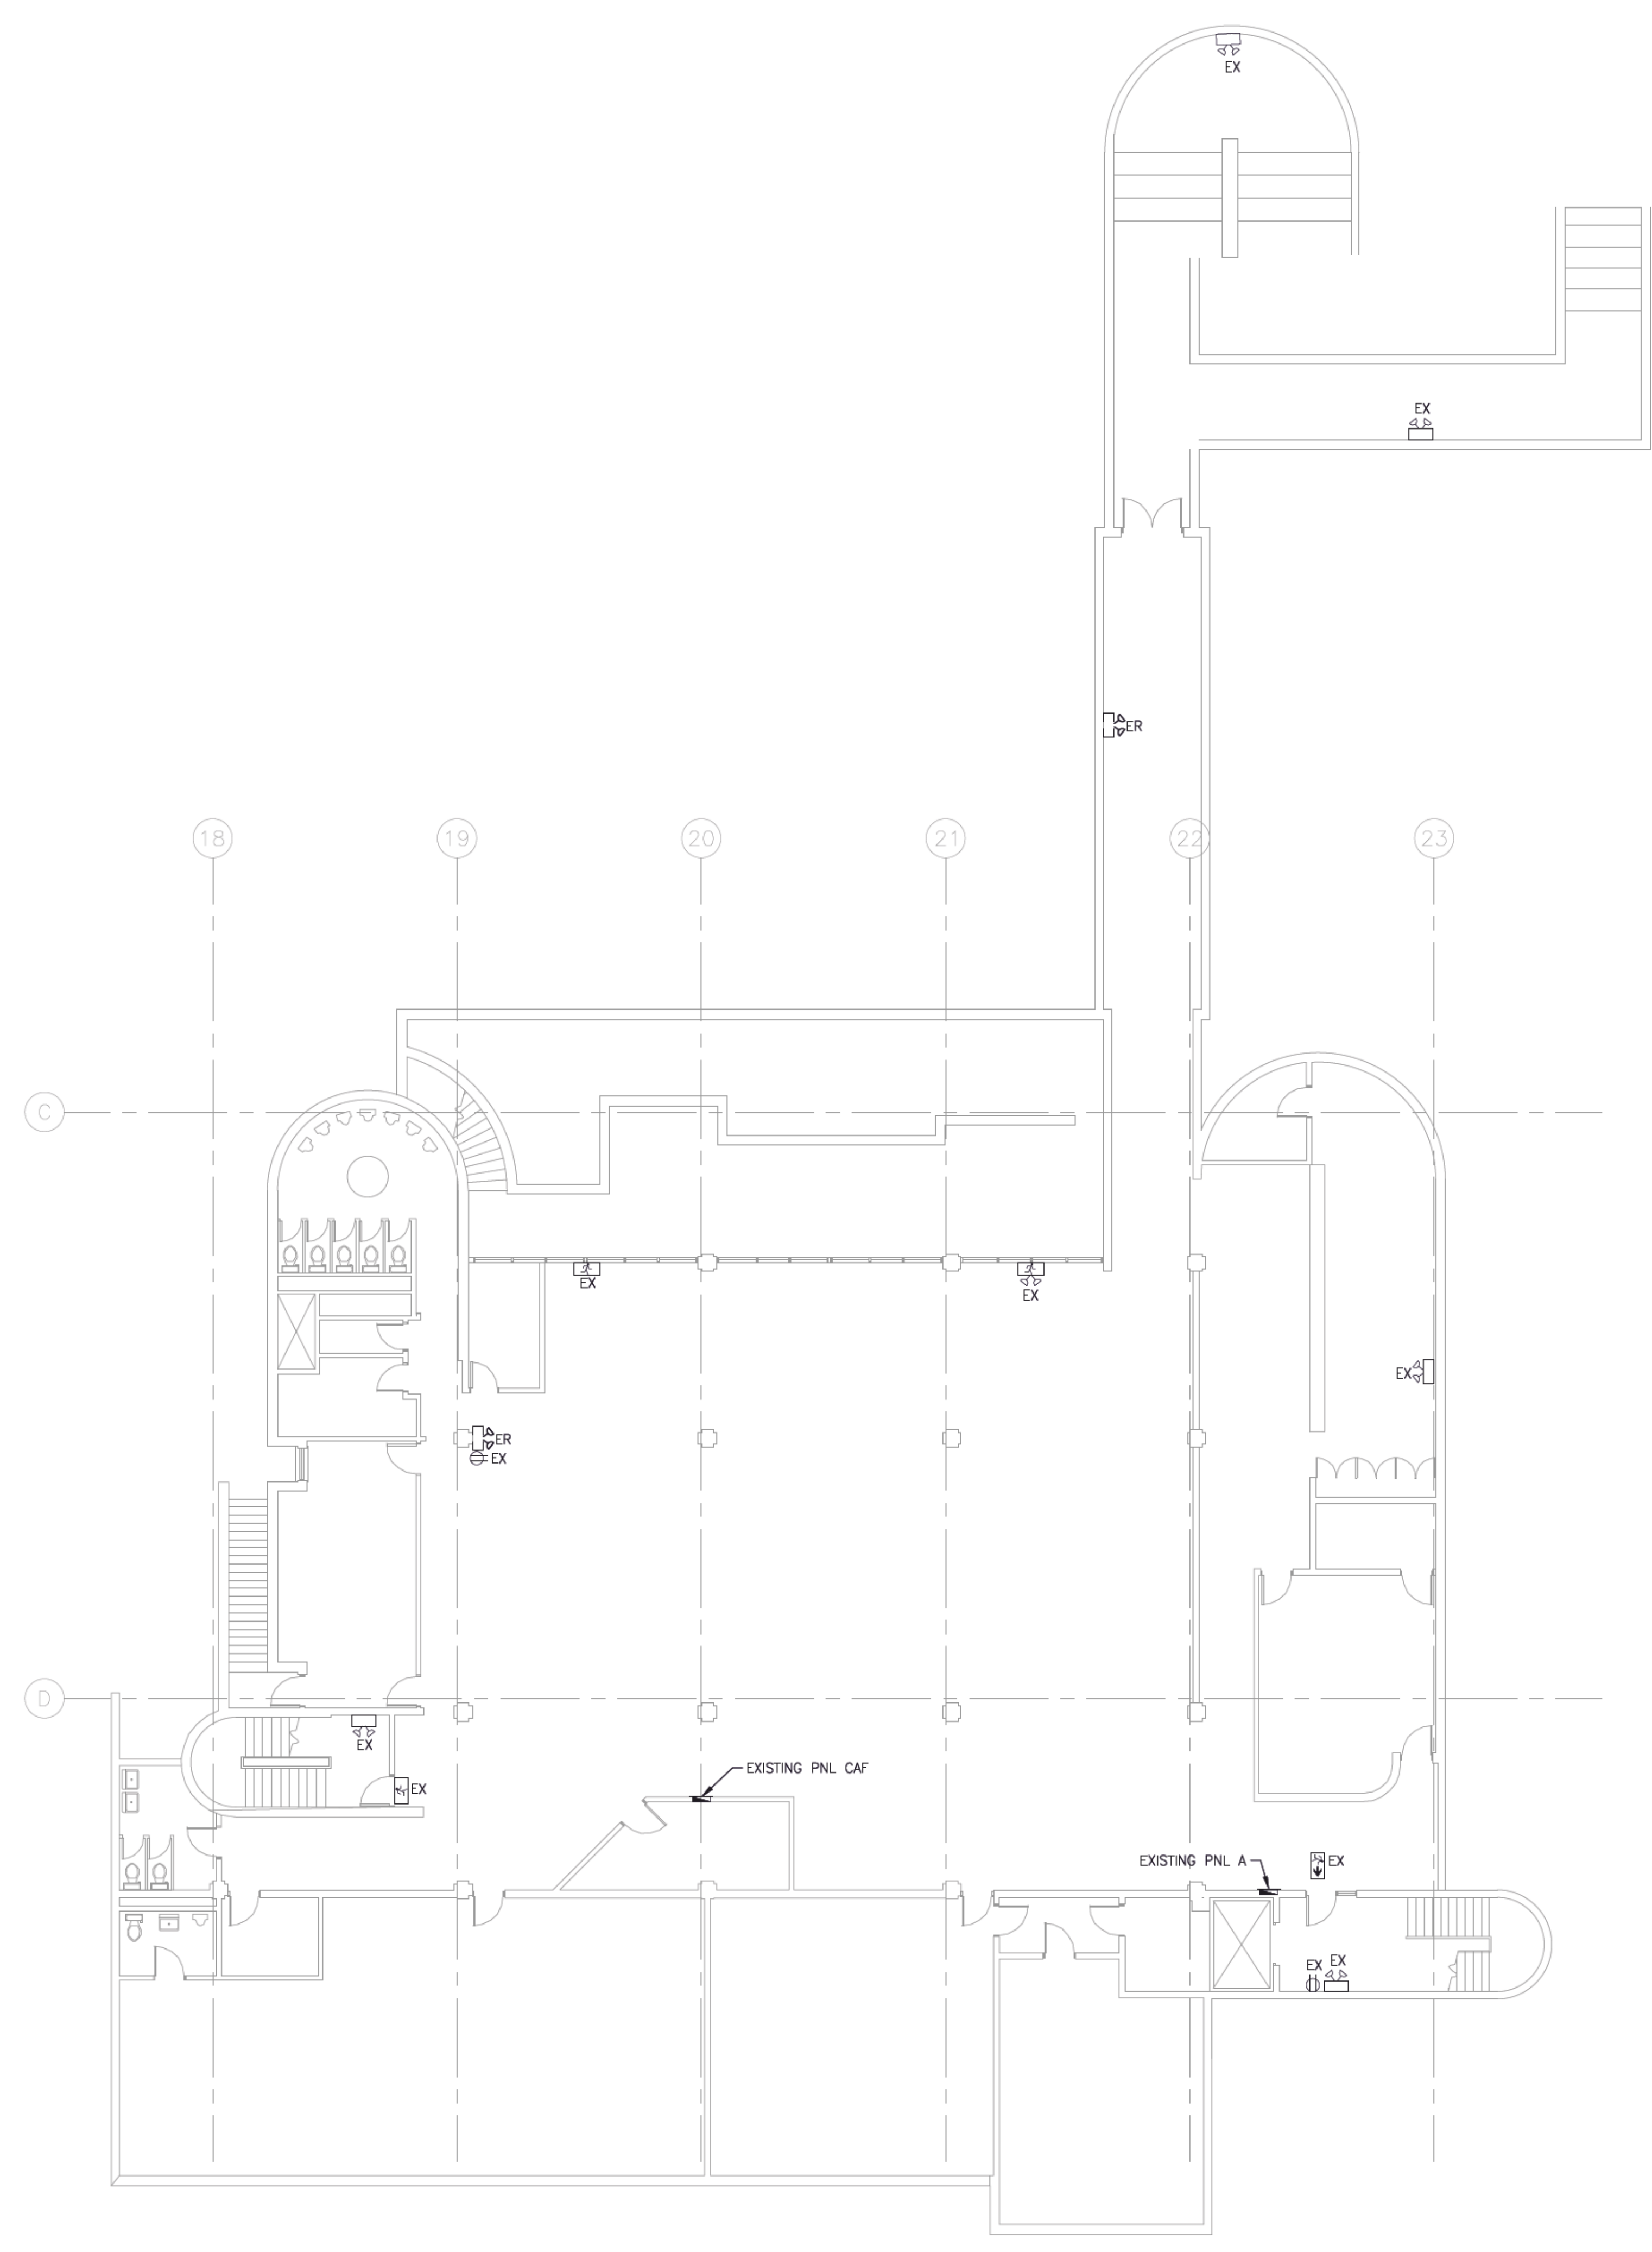 EX
EX
ER
18
19
20
21
22
23
C
EX
EX
EX
ER
EX
D
EX
EXISTING PNL CAF
EX
EXISTING PNL A
EX
EX
EX